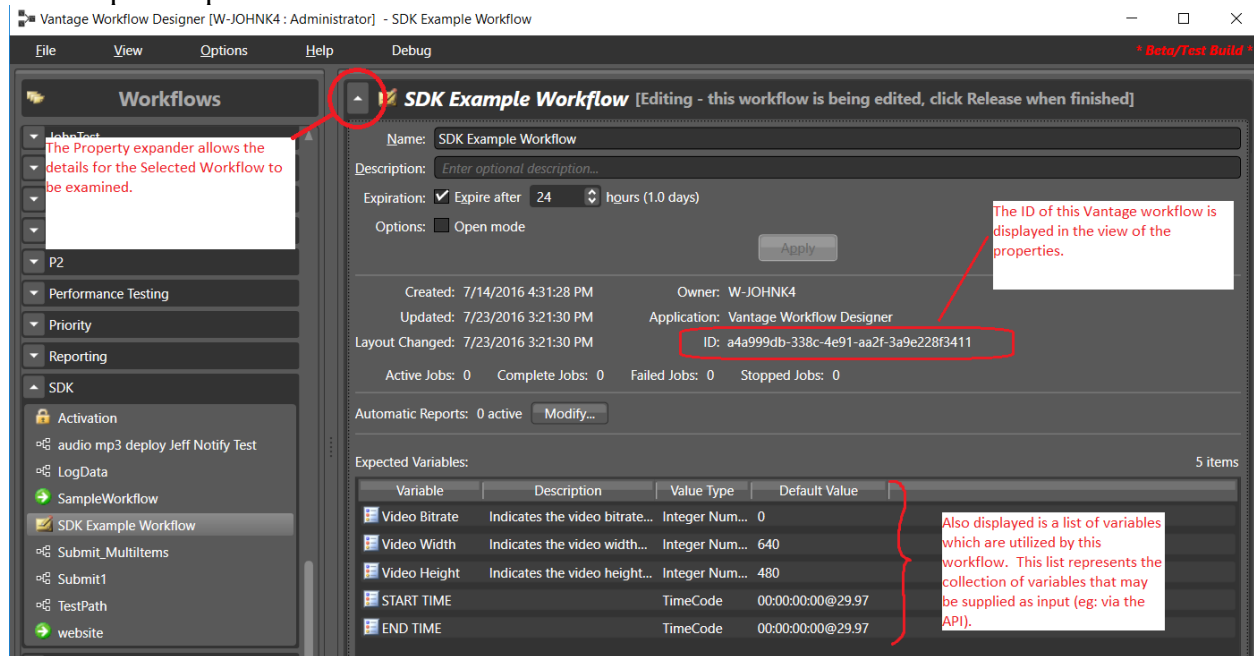 Vantage Workflow Designer [W-JOHNK4 : Administrator] - SDK Example Workflow
File View Options Help Debug * Beta/Test Build *
Workflows
SDK Example Workflow [Editing - this workflow is being edited, click Release when finished]
JohnTest
The Property expander allows the
details for the Selected Workflow to
be examined.
P2
Performance Testing
Priority
Reporting
SDK
Activation
audio mp3 deploy Jeff Notify Test
LogData
SampleWorkflow
SDK Example Workflow
Submit_MultiItems
Submit1
TestPath
website
Name: SDK Example Workflow
Description: Enter optional description...
Expiration: Expire after 24 hours (1.0 days)
Options: Open mode
Apply
The ID of this Vantage workflow is
displayed in the view of the
properties.
Created: 7/14/2016 4:31:28 PM Owner: W-JOHNK4
Updated: 7/23/2016 3:21:30 PM Application: Vantage Workflow Designer
Layout Changed: 7/23/2016 3:21:30 PM ID: a4a999db-338c-4e91-aa2f-3a9e228f3411
Active Jobs: 0 Complete Jobs: 0 Failed Jobs: 0 Stopped Jobs: 0
Automatic Reports: 0 active Modify...
Expected Variables: 5 items
Variable Description Value Type Default Value
Video Bitrate Indicates the video bitrate... Integer Num... 0
Video Width Indicates the video width... Integer Num... 640
Video Height Indicates the video height... Integer Num... 480
START TIME TimeCode 00:00:00:00@29.97
END TIME TimeCode 00:00:00:00@29.97
Also displayed is a list of variables
which are utilized by this
workflow. This list represents the
collection of variables that may
be supplied as input (eg: via the
API).